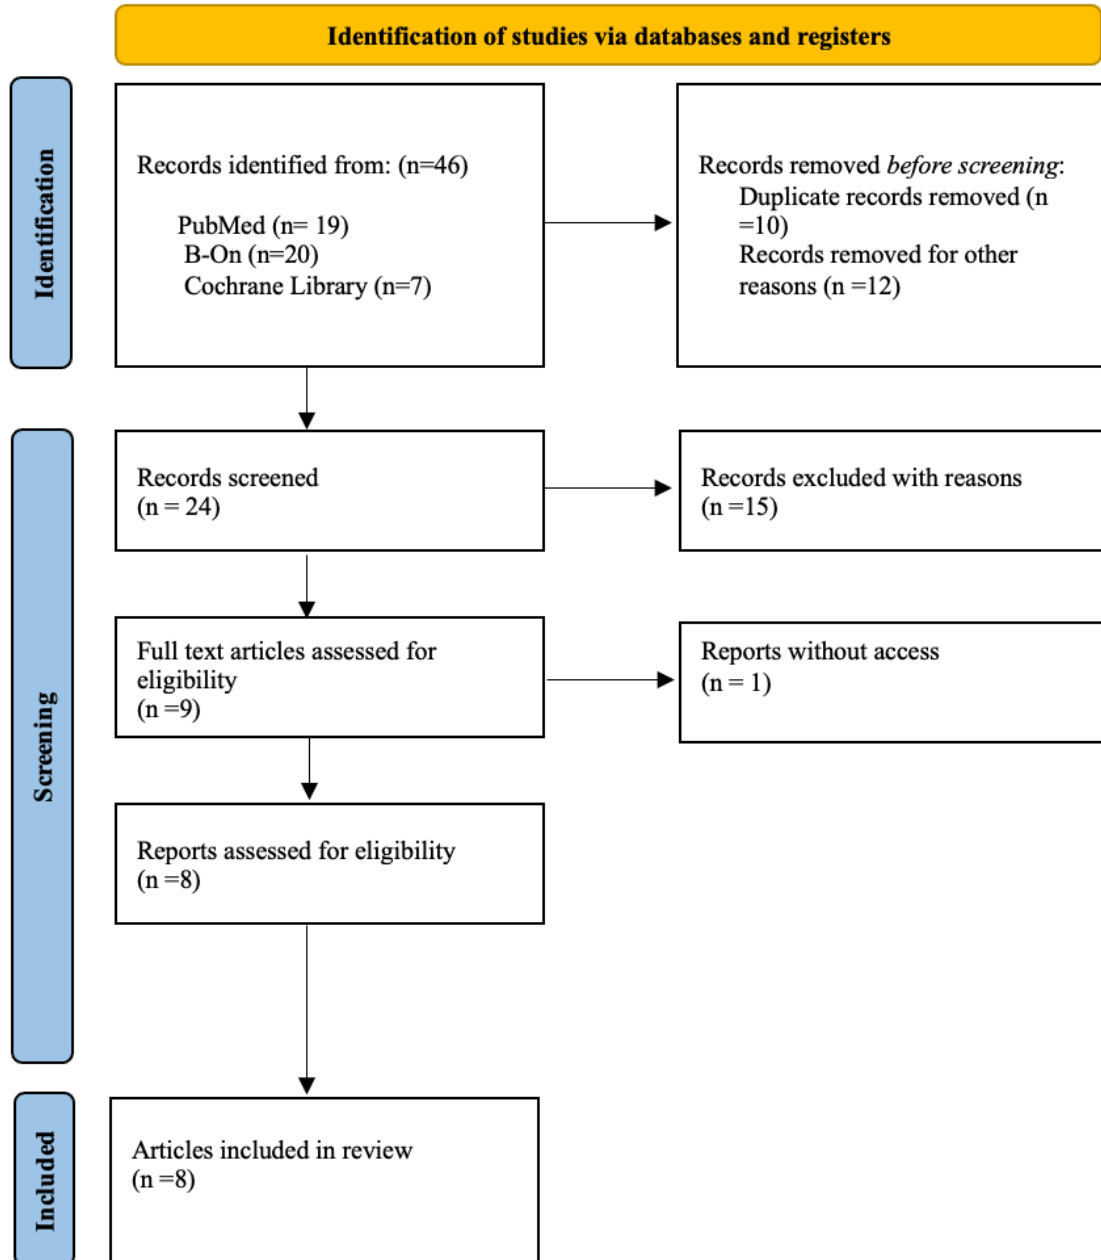 Identification of studies via databases and registers
Identification
Records identified from: (n=46)
PubMed (n= 19)
B-On (n=20)
Cochrane Library (n=7)
Records removed before screening:
Duplicate records removed (n
=10)
Records removed for other
reasons (n =12)
Screening
Records screened
(n = 24)
Records excluded with reasons
(n =15)
Full text articles assessed for
eligibility
(n =9)
Reports without access
(n = 1)
Reports assessed for eligibility
(n =8)
Included
Articles included in review
(n =8)